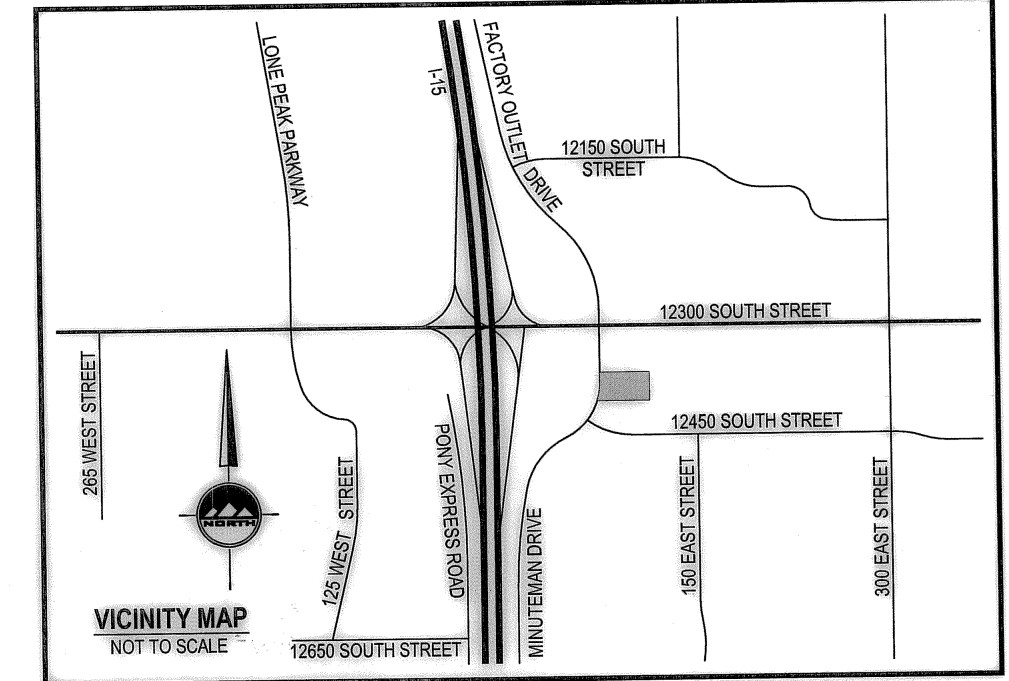 LONE PEAK PARKWAY
I-15
FACTORY OUTLET DRIVE
12150 SOUTH
STREET
12300 SOUTH STREET
265 WEST STREET
NORTH
125 WEST STREET
PONY EXPRESS ROAD
12450 SOUTH STREET
MINUTEMAN DRIVE
150 EAST STREET
300 EAST STREET
VICINITY MAP
NOT TO SCALE
12650 SOUTH STREET